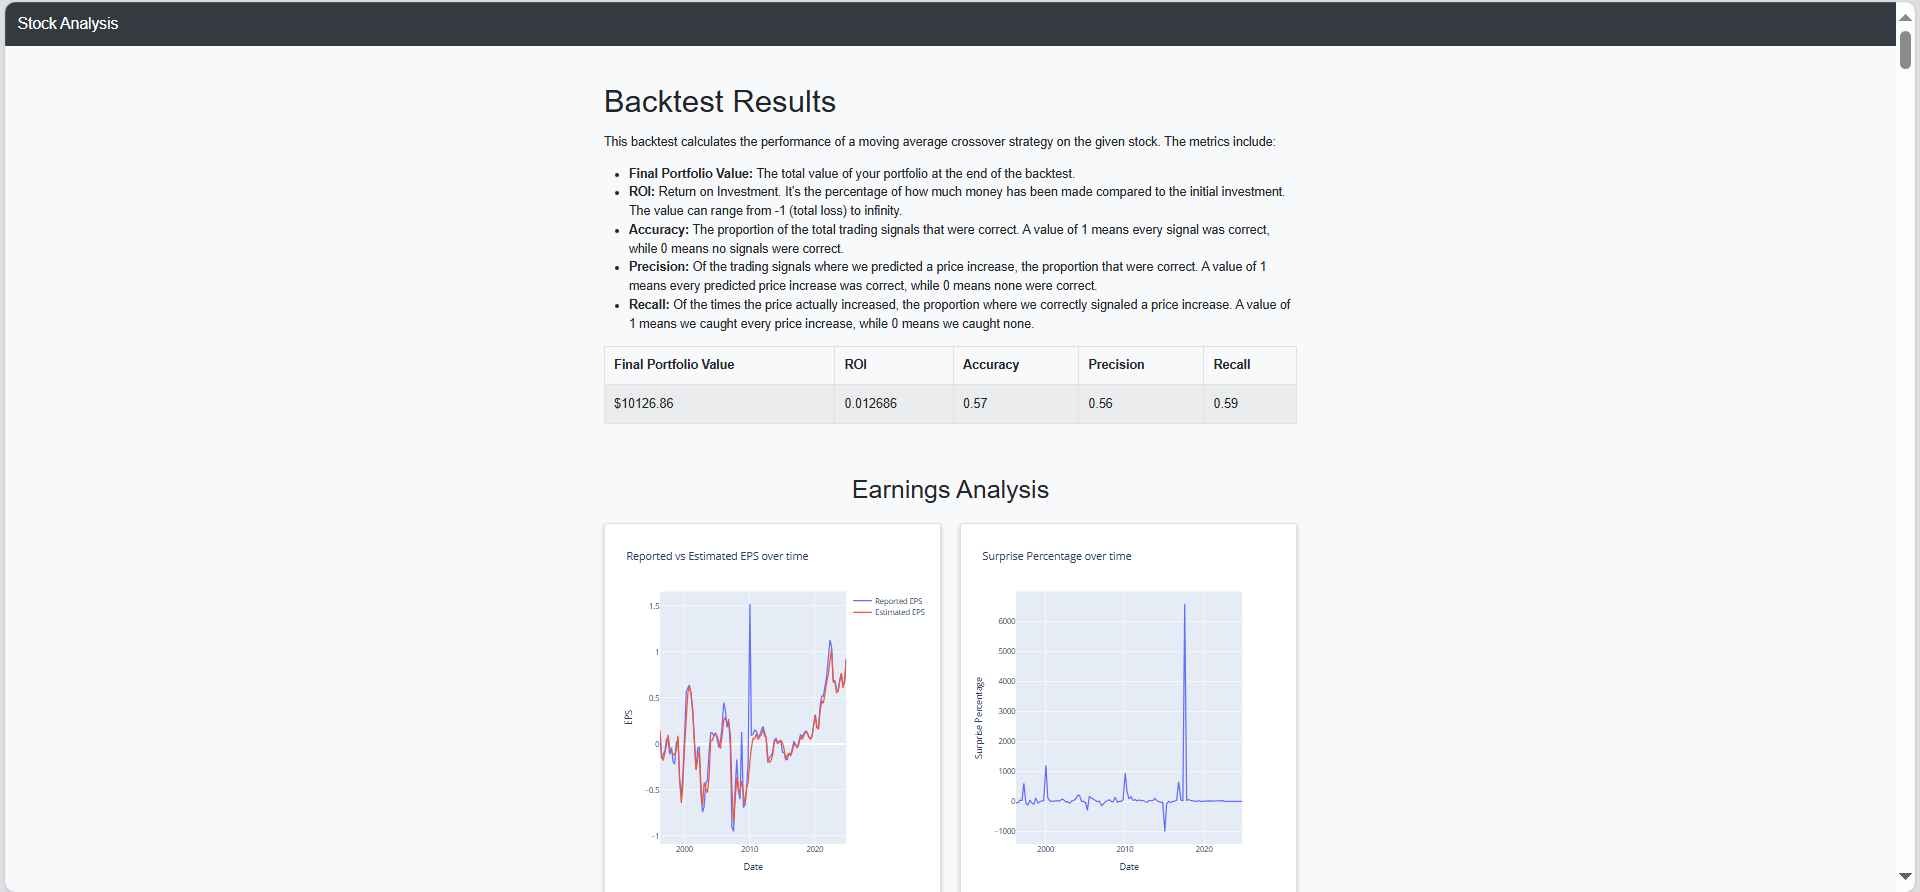 Stock Analysis
Backtest Results
This backtest calculates the performance of a moving average crossover strategy on the given stock. The metrics include:
• Final Portfolio Value: The total value of your portfolio at the end of the backtest.
• ROI: Return on Investment. It's the percentage of how much money has been made compared to the initial investment.
The value can range from -1 (total loss) to infinity.
• Accuracy: The proportion of the total trading signals that were correct. A value of 1 means every signal was correct,
while 0 means no signals were correct.
• Precision: Of the trading signals where we predicted a price increase, the proportion that were correct. A value of 1
means every predicted price increase was correct, while 0 means none were correct.
• Recall: Of the times the price actually increased, the proportion where we correctly signaled a price increase. A value of
1 means we caught every price increase, while 0 means we caught none.
Final Portfolio Value ROI Accuracy Precision Recall
$10126.86 0.012686 0.57 0.56 0.59
Earnings Analysis
Reported vs Estimated EPS over time
Reported EPS
Estimated EPS
1.5
1
0.5
0
−0.5
−1
EPS
2000 2010 2020
Date
Surprise Percentage over time
6000
5000
4000
3000
2000
1000
0
−1000
Surprise Percentage
2000 2010 2020
Date